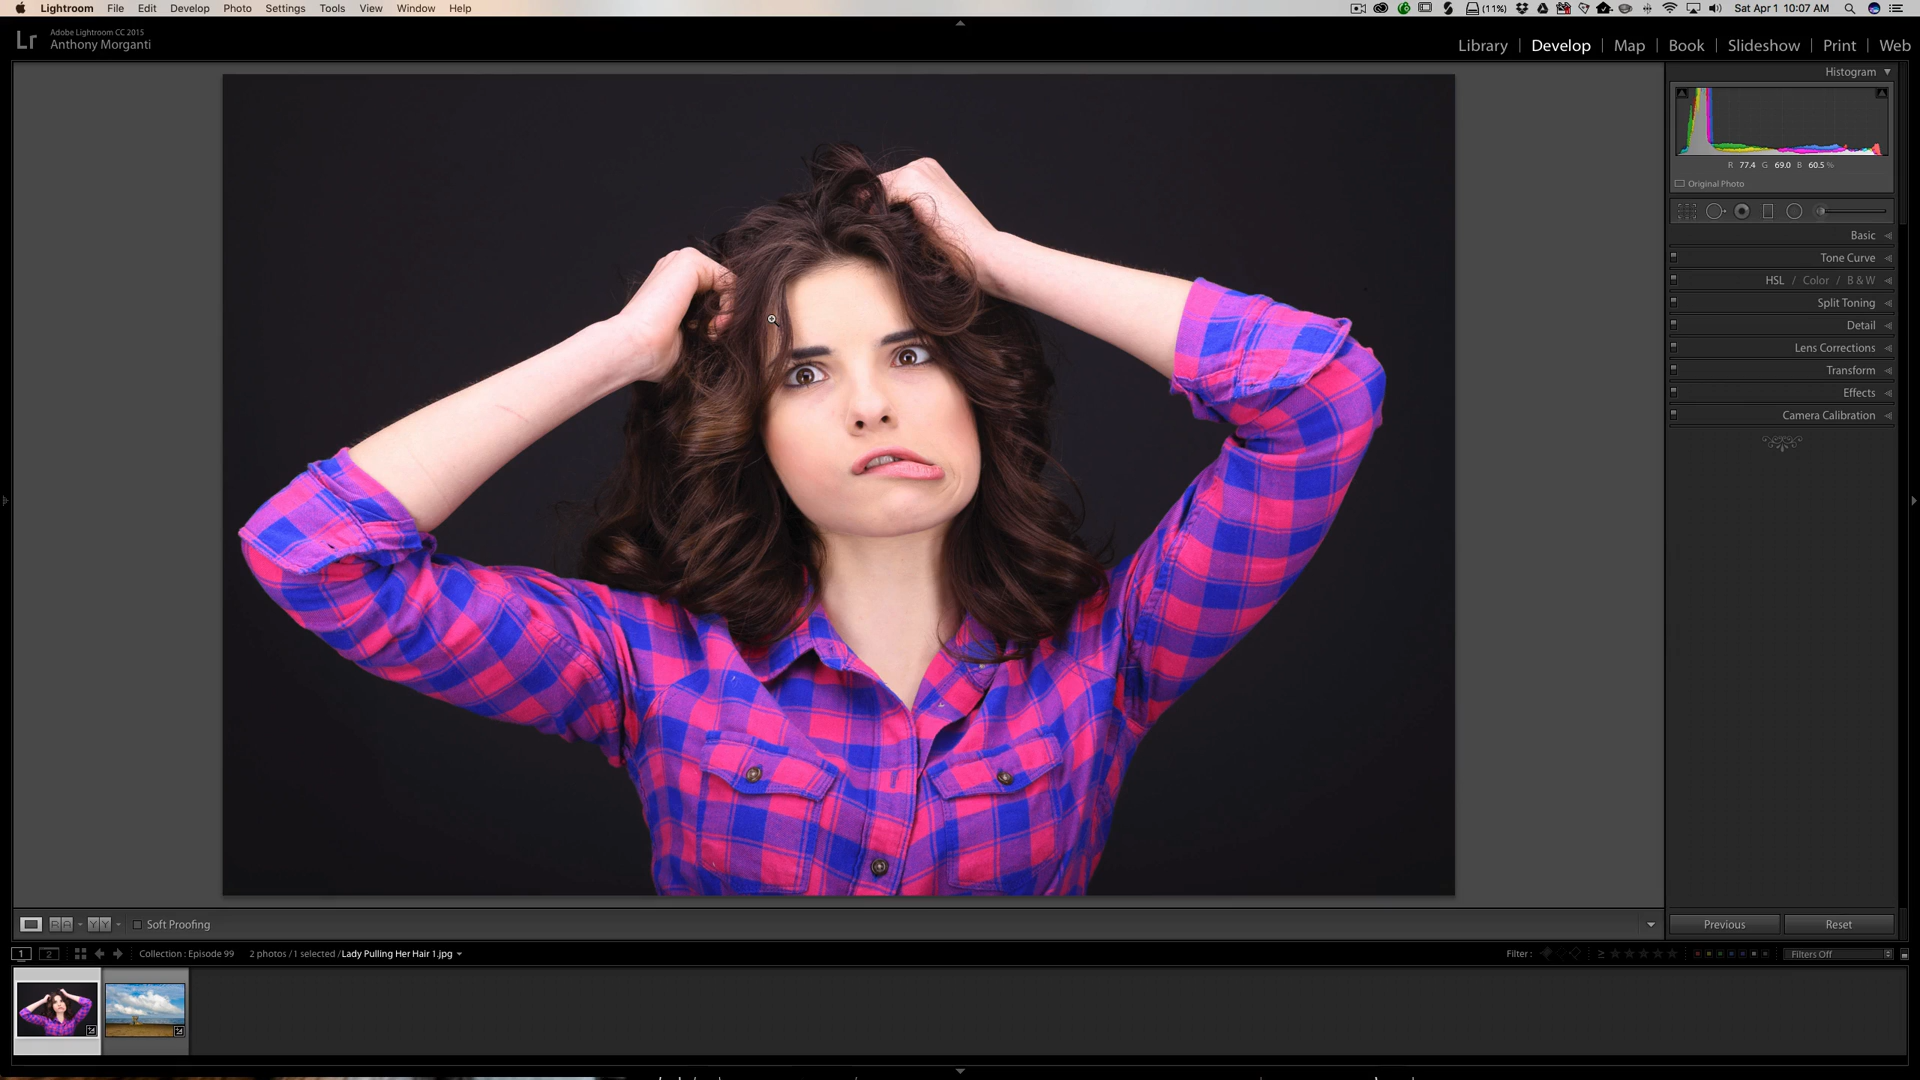 Lightroom File Edit Develop Photo Settings Tools View Window Help
(11%) Sat Apr 1 10:07 AM
Lr Adobe Lightroom CC 2015
Anthony Morganti
Library | Develop | Map | Book | Slideshow | Print | Web
Histogram
R 77.4 G 69.0 B 60.5 %
Original Photo
Basic
Tone Curve
HSL / Color / B & W
Split Toning
Detail
Lens Corrections
Transform
Effects
Camera Calibration
R A Y Y Soft Proofing
Previous Reset
1 2 Collection : Episode 99 2 photos / 1 selected / Lady Pulling Her Hair 1.jpg
Filter : ≥ Filters Off